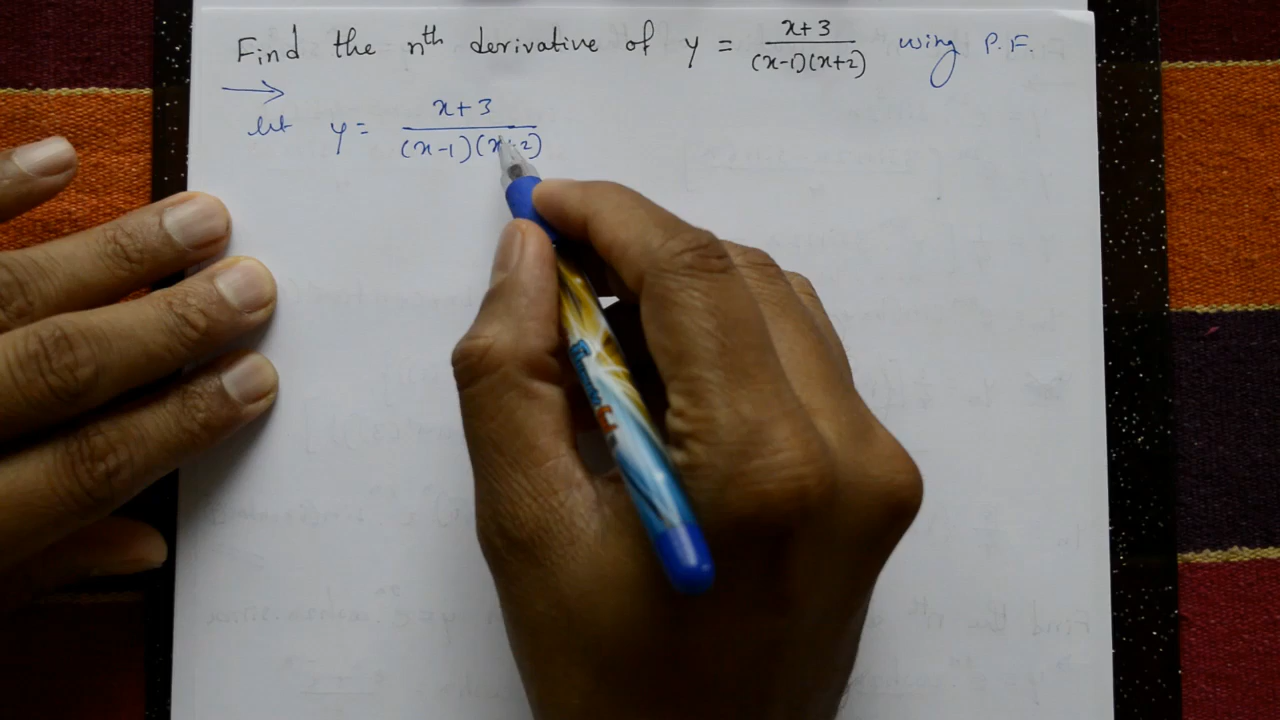 Find the nth derivative of y = x+3 / (x-1)(x+2) using P.F.
let y = x+3 / (x-1)(x+2)